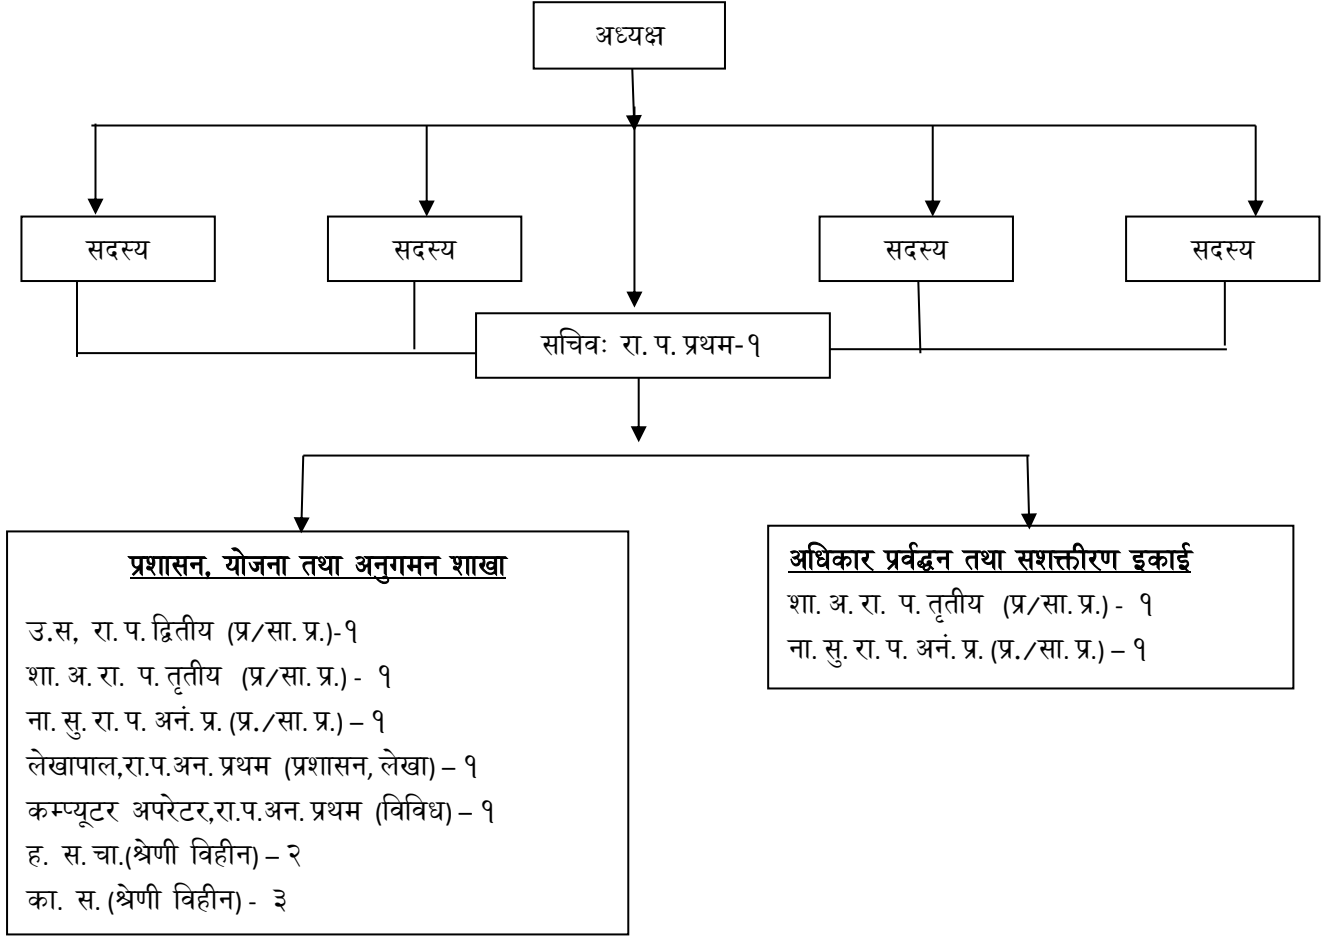 अध्यक्ष
सदस्य
सदस्य
सदस्य
सदस्य
सचिवः रा. प. प्रथम-१
प्रशासन, योजना तथा अनुगमन शाखा
उ.स, रा. प. द्वितीय (प्र/सा. प्र.)-१
शा. अ. रा. प. तृतीय (प्र/सा. प्र.) - १
ना. सु. रा. प. अनं. प्र. (प्र./सा. प्र.) – १
लेखापाल,रा.प.अन. प्रथम (प्रशासन, लेखा) – १
कम्प्यूटर अपरेटर,रा.प.अन. प्रथम (विविध) – १
ह. स. चा.(श्रेणी विहीन) – २
का. स. (श्रेणी विहीन) - ३
अधिकार प्रर्वद्धन तथा सशक्तीरण इकाई
शा. अ. रा. प. तृतीय (प्र/सा. प्र.) - १
ना. सु. रा. प. अनं. प्र. (प्र./सा. प्र.) – १